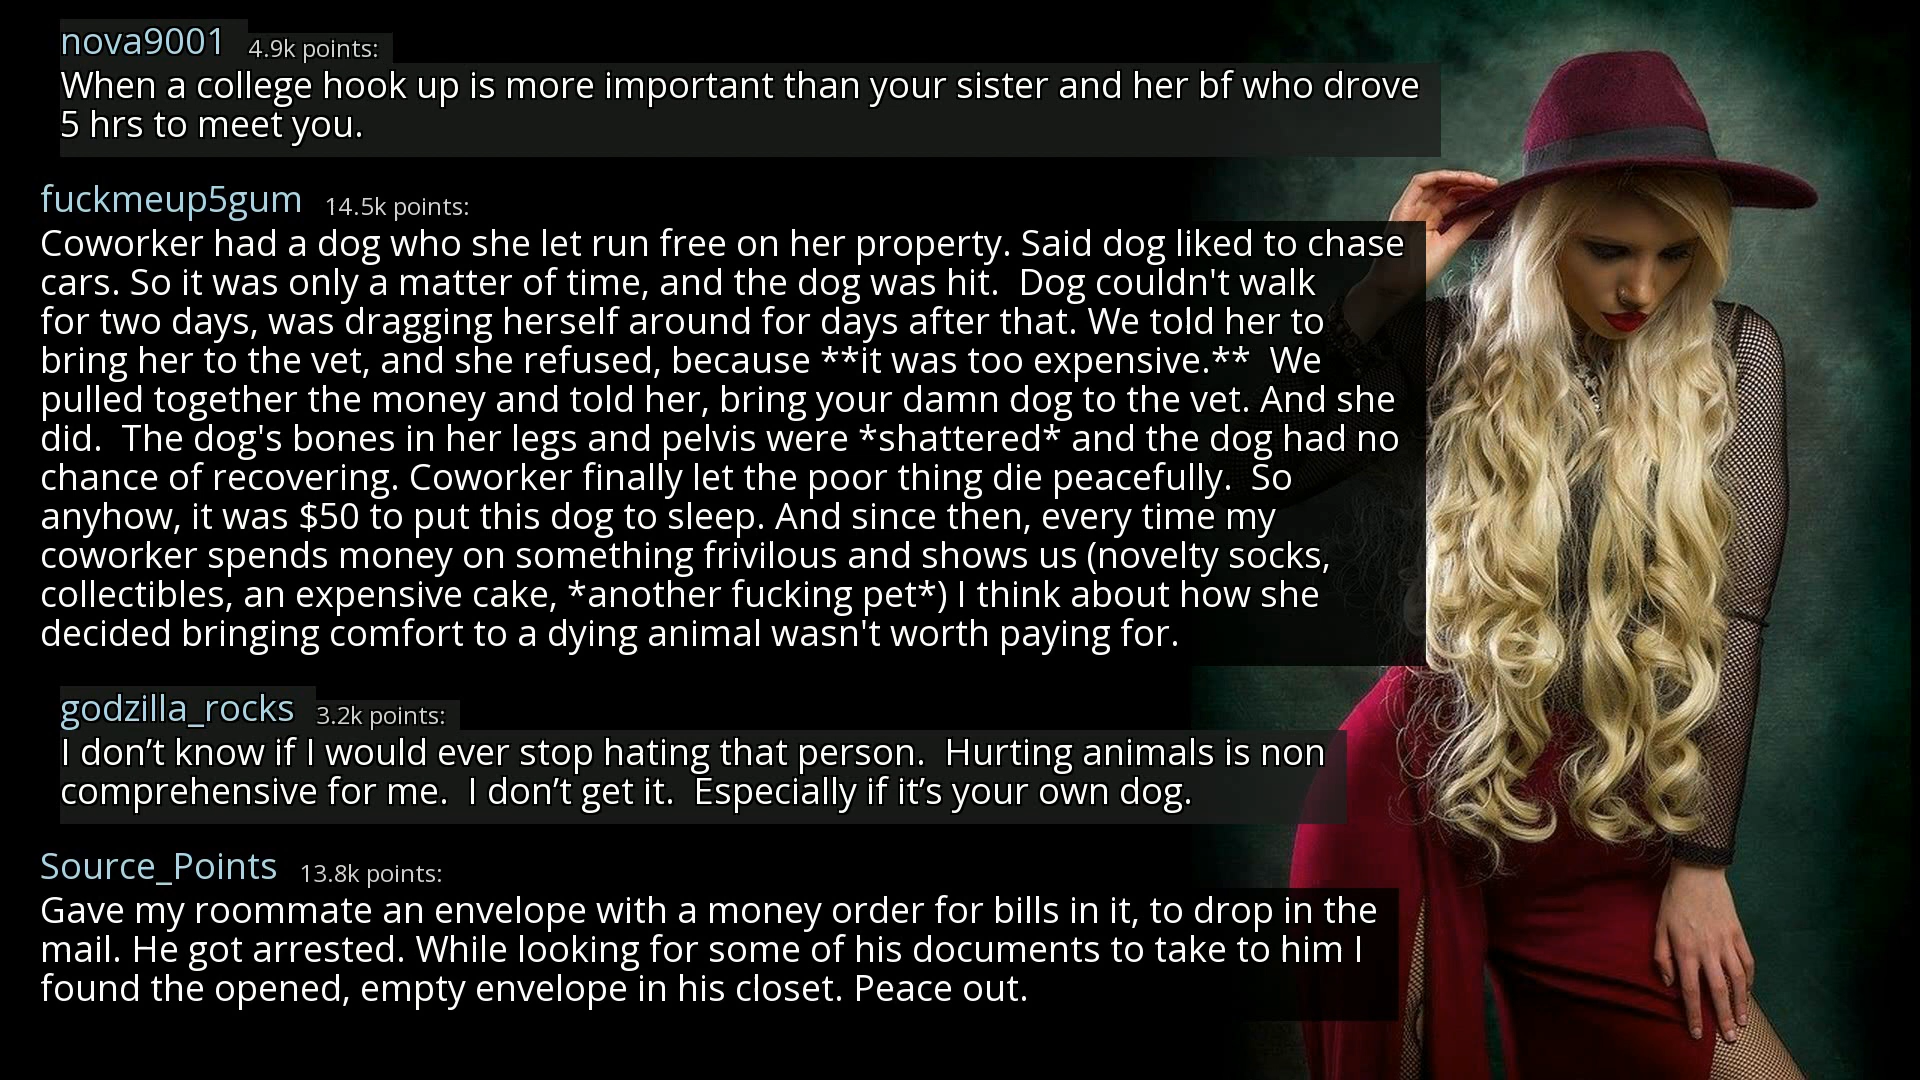 nova9001 4.9k points:
When a college hook up is more important than your sister and her bf who drove
5 hrs to meet you.
fuckmeup5gum 14.5k points:
Coworker had a dog who she let run free on her property. Said dog liked to chase
cars. So it was only a matter of time, and the dog was hit.  Dog couldn't walk
for two days, was dragging herself around for days after that. We told her to
bring her to the vet, and she refused, because **it was too expensive.**  We
pulled together the money and told her, bring your damn dog to the vet. And she
did.  The dog's bones in her legs and pelvis were *shattered* and the dog had no
chance of recovering. Coworker finally let the poor thing die peacefully.  So
anyhow, it was $50 to put this dog to sleep. And since then, every time my
coworker spends money on something frivilous and shows us (novelty socks,
collectibles, an expensive cake, *another fucking pet*) I think about how she
decided bringing comfort to a dying animal wasn't worth paying for.
godzilla_rocks 3.2k points:
I don’t know if I would ever stop hating that person.  Hurting animals is non
comprehensive for me.  I don’t get it.  Especially if it’s your own dog.
Source_Points 13.8k points:
Gave my roommate an envelope with a money order for bills in it, to drop in the
mail. He got arrested. While looking for some of his documents to take to him I
found the opened, empty envelope in his closet. Peace out.